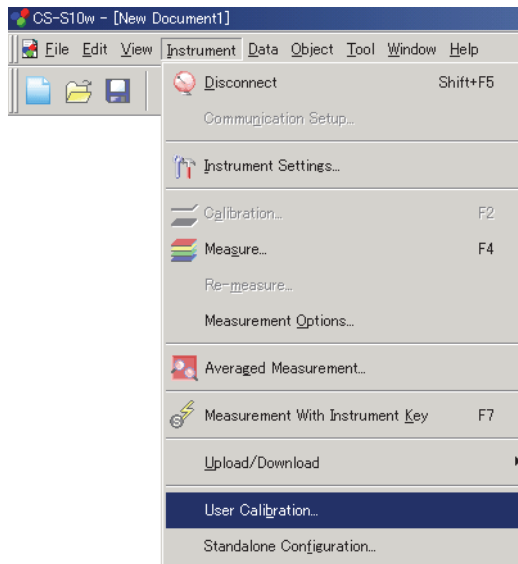 CS-S10w - [New Document1]
File Edit View Instrument Data Object Tool Window Help
Disconnect Shift+F5
Communication Setup...
Instrument Settings...
Calibration... F2
Measure... F4
Re-measure...
Measurement Options...
Averaged Measurement...
Measurement With Instrument Key F7
Upload/Download
User Calibration...
Standalone Configuration...